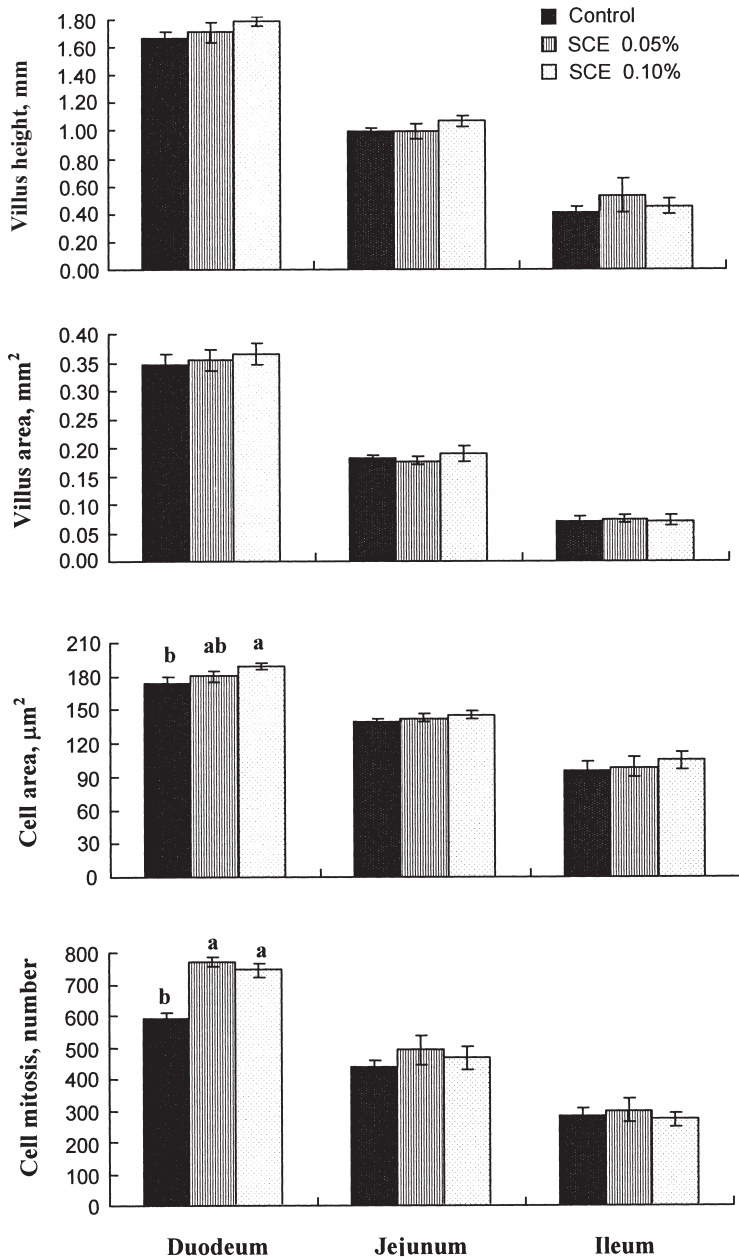 Control
SCE 0.05%
SCE 0.10%
Villus height, mm
1.80
1.60
1.40
1.20
1.00
0.80
0.60
0.40
0.20
0.00
Villus area, mm²
0.40
0.35
0.30
0.25
0.20
0.15
0.10
0.05
0.00
Cell area, μm²
210
180
150
120
90
60
30
0
b
ab
a
Cell mitosis, number
800
700
600
500
400
300
200
100
0
b
a
a
Duodeum
Jejunum
Ileum